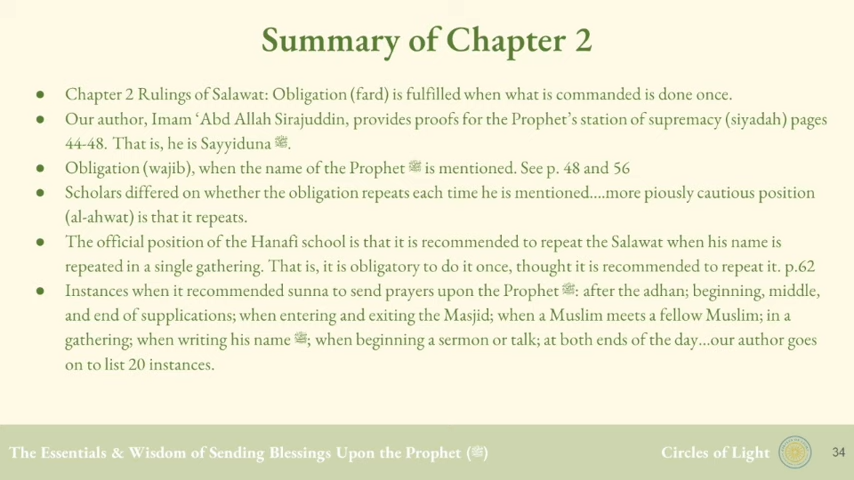 Summary of Chapter 2
● Chapter 2 Rulings of Salawat: Obligation (fard) is fulfilled when what is commanded is done once.
● Our author, Imam ‘Abd Allah Sirajuddin, provides proofs for the Prophet’s station of supremacy (siyadah) pages
44-48. That is, he is Sayyiduna ﷺ.
● Obligation (wajib), when the name of the Prophet ﷺ is mentioned. See p. 48 and 56
● Scholars differed on whether the obligation repeats each time he is mentioned....more piously cautious position
(al-ahwat) is that it repeats.
● The official position of the Hanafi school is that it is recommended to repeat the Salawat when his name is
repeated in a single gathering. That is, it is obligatory to do it once, thought it is recommended to repeat it. p.62
● Instances when it recommended sunna to send prayers upon the Prophet ﷺ: after the adhan; beginning, middle,
and end of supplications; when entering and exiting the Masjid; when a Muslim meets a fellow Muslim; in a
gathering; when writing his name ﷺ; when beginning a sermon or talk; at both ends of the day...our author goes
on to list 20 instances.
The Essentials & Wisdom of Sending Blessings Upon the Prophet (ﷺ)
Circles of Light
34